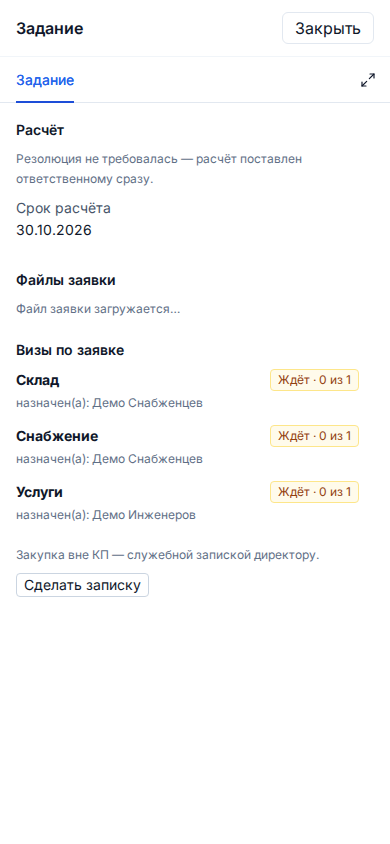 Задание
Закрыть
Задание
Расчёт
Резолюция не требовалась — расчёт поставлен
ответственному сразу.
Срок расчёта
30.10.2026
Файлы заявки
Файл заявки загружается...
Визы по заявке
Склад
Ждёт · 0 из 1
назначен(а): Демо Снабженцев
Снабжение
Ждёт · 0 из 1
назначен(а): Демо Снабженцев
Услуги
Ждёт · 0 из 1
назначен(а): Демо Инженеров
Закупка вне КП — служебной запиской директору.
Сделать записку